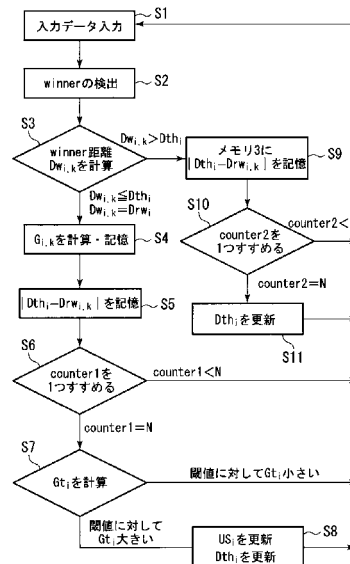 S1
入力データ入力
S2
winnerの検出
S3
winner距離
Dwi,kを計算
Dwi,k>Dthi
メモリ3に
|Dthi-Drwi,k|を記憶
S9
Dwi,k≦Dthi
Dwi,k=Drwi
Gi,kを計算・記憶
S4
S10
counter2を
1つすすめる
counter2<
|Dthi-Drwi,k|を記憶
S5
counter2=N
Dthiを更新
S11
S6
counter1を
1つすすめる
counter1<N
counter1=N
S7
Gtiを計算
閾値に対してGti小さい
閾値に対して
Gti大きい
USiを更新
Dthiを更新
S8